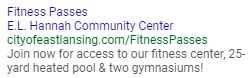 Fitness Passes
E.L. Hannah Community Center
cityofeastlansing.com/FitnessPasses
Join now for access to our fitness center, 25-
yard heated pool & two gymnasiums!